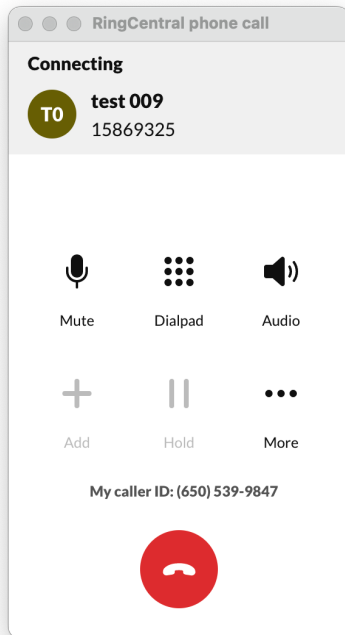 RingCentral phone call
Connecting
T0
test 009
15869325
Mute Dialpad Audio
Add Hold More
My caller ID: (650) 539-9847